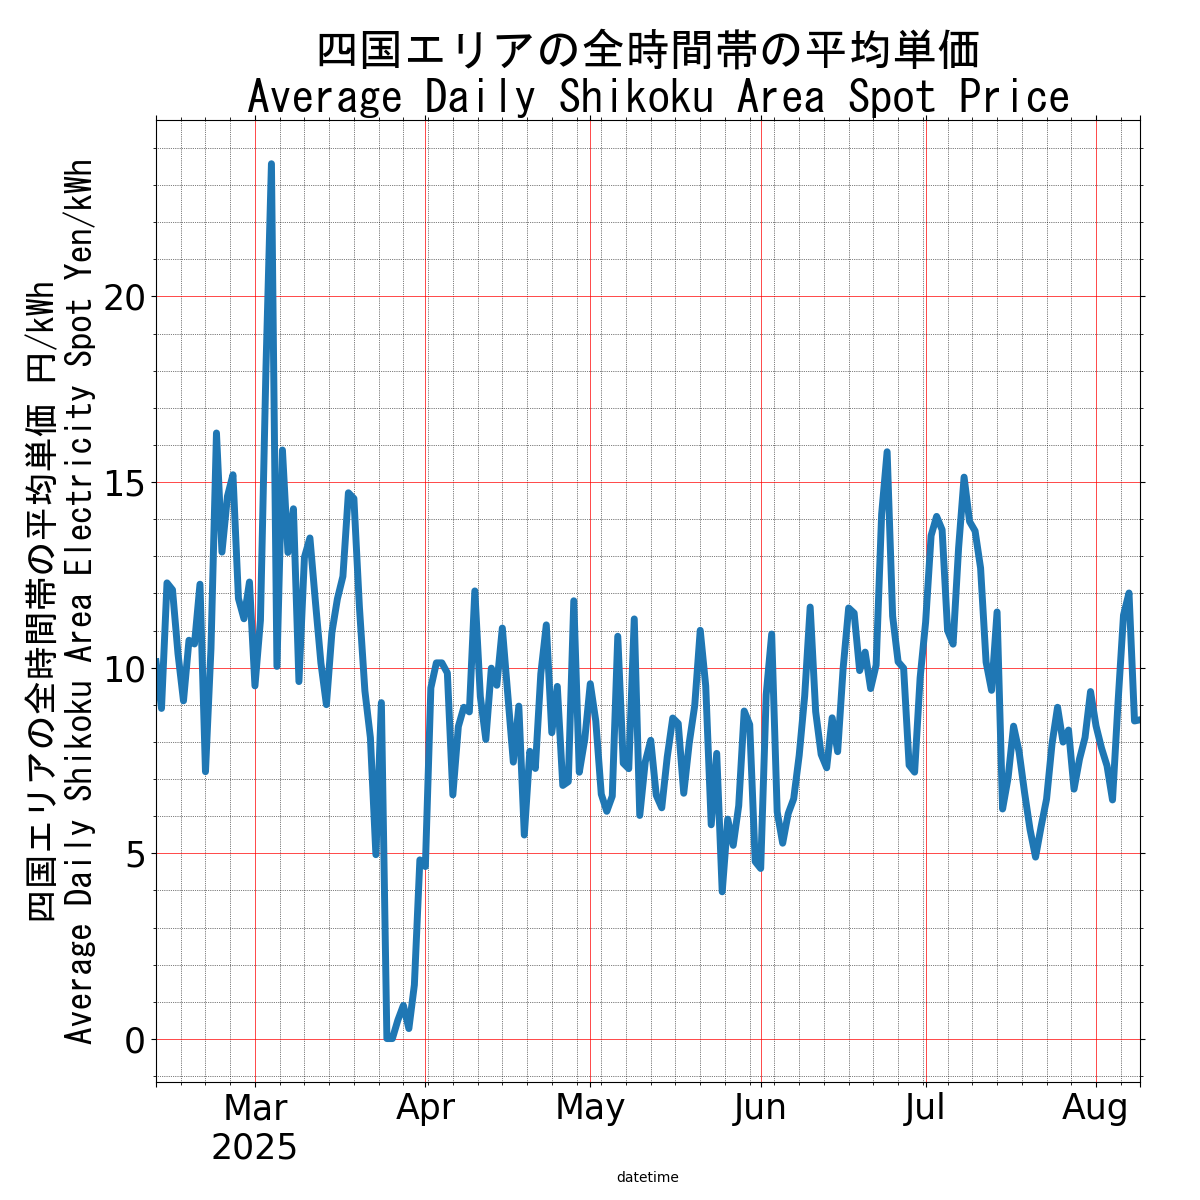 四国エリアの全時間帯の平均単価
Average Daily Shikoku Area Spot Price
四国エリアの全時間帯の平均単価 円/kWh
Average Daily Shikoku Area Electricity Spot Yen/kWh
20
15
10
5
0
Mar
2025
Apr
May
Jun
Jul
Aug
datetime